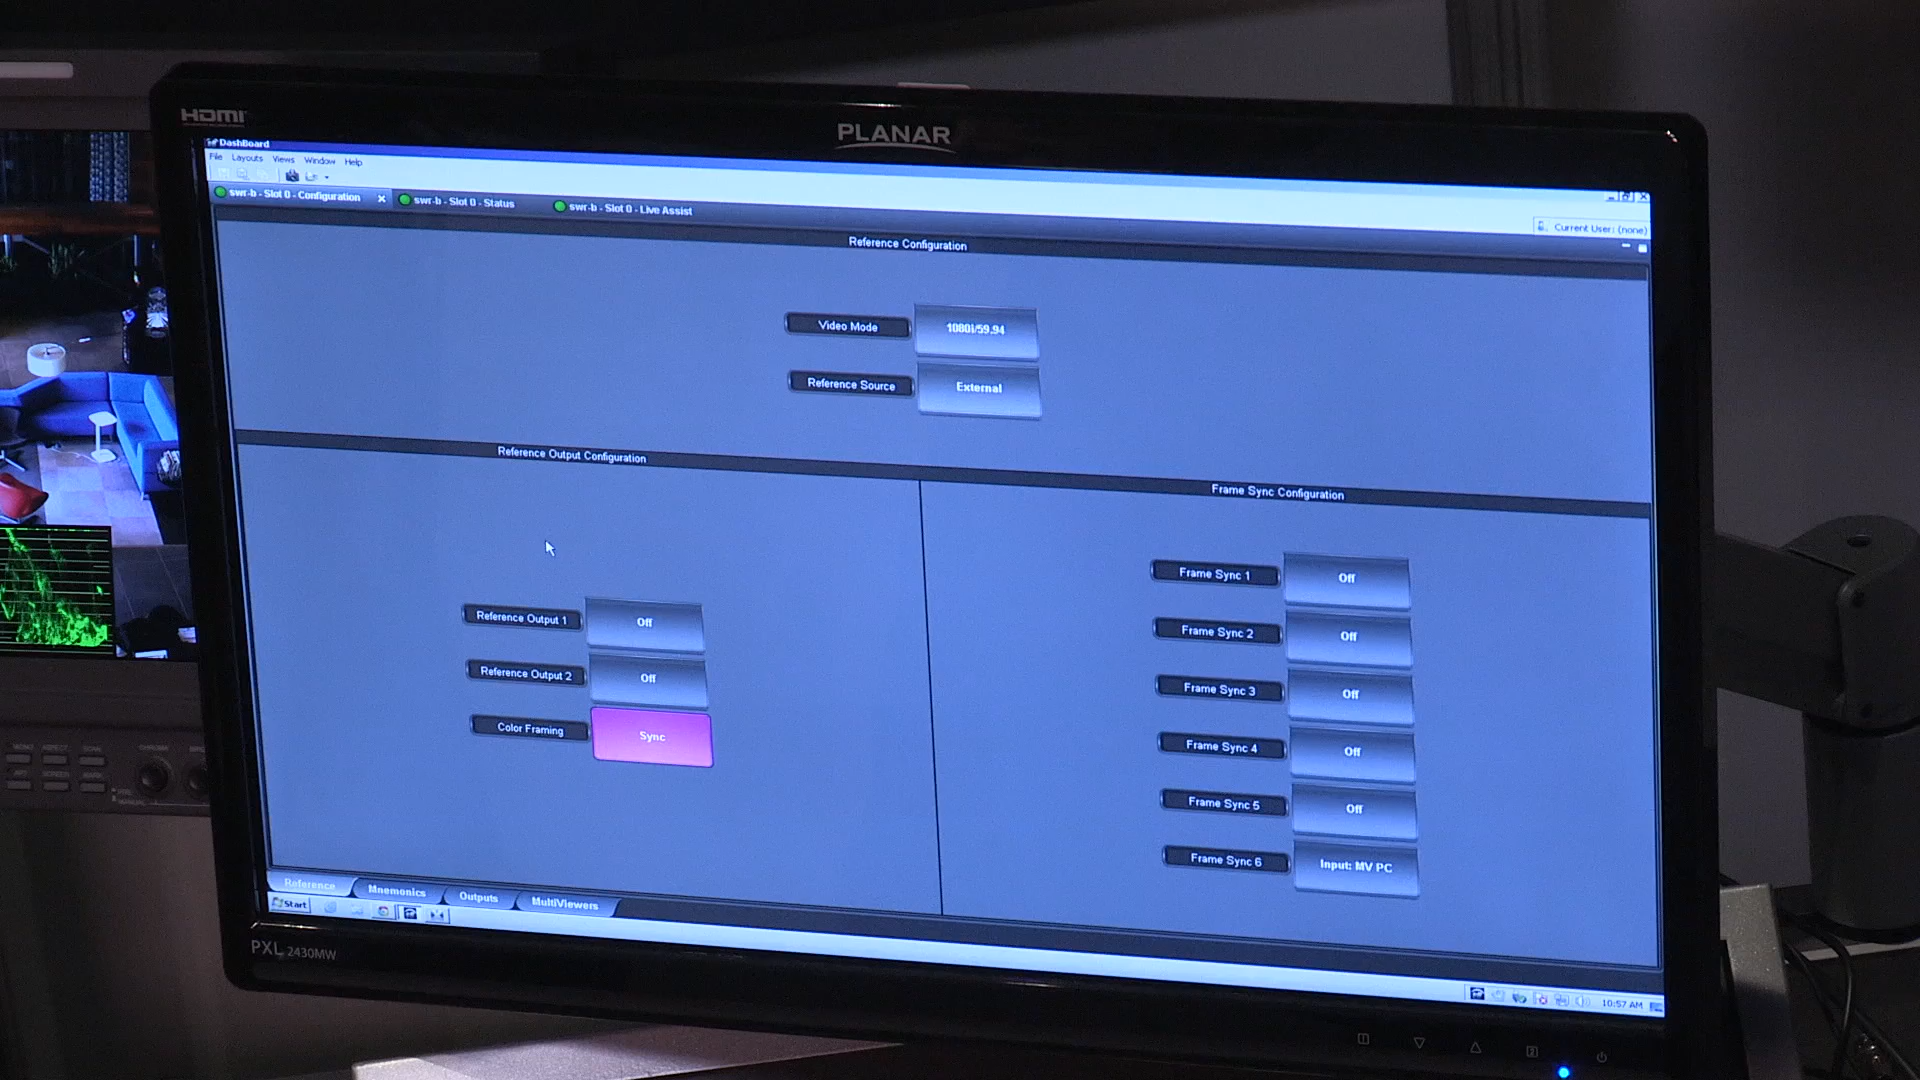 HDMI
PLANAR
DashBoard
File Layouts Views Window Help
swr-b - Slot 0 - Configuration
swr-b - Slot 0 - Status
swr-b - Slot 0 - Live Assist
Current User: (none)
Reference Configuration
Video Mode 1080i/59.94
Reference Source External
Reference Output Configuration
Reference Output 1 Off
Reference Output 2 Off
Color Framing Sync
Frame Sync Configuration
Frame Sync 1 Off
Frame Sync 2 Off
Frame Sync 3 Off
Frame Sync 4 Off
Frame Sync 5 Off
Frame Sync 6 Input: MV PC
Reference Mnemonics Outputs MultiViewers
Start
10:57 AM
PXL 2430MW